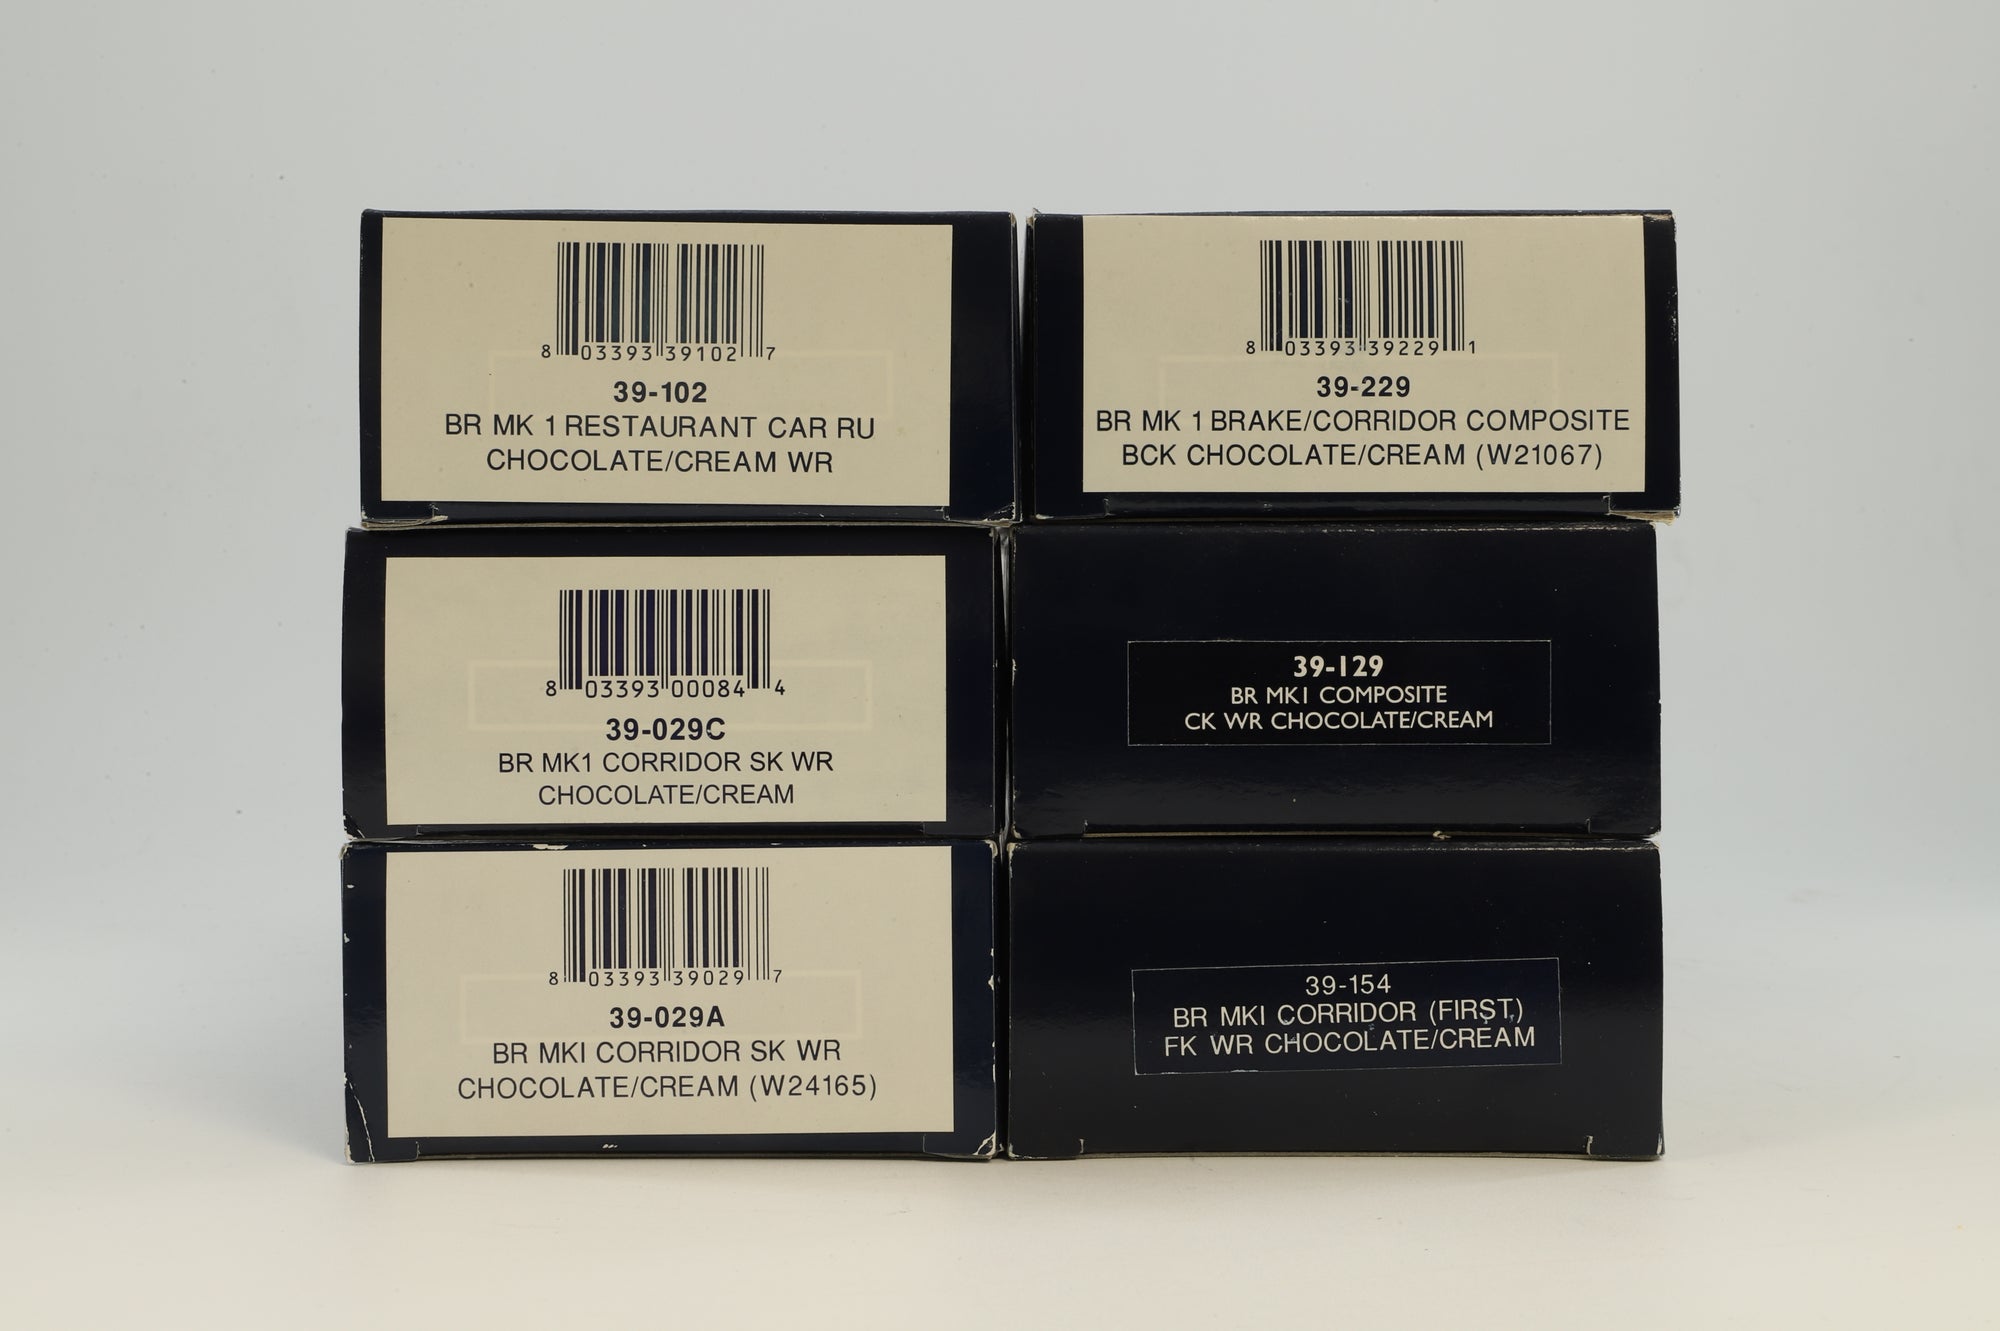 8 03393 39102 7
39-102
BR MK 1 RESTAURANT CAR RU
CHOCOLATE/CREAM WR
8 03393 39229 1
39-229
BR MK 1 BRAKE/CORRIDOR COMPOSITE
BCK CHOCOLATE/CREAM (W21067)
8 03393 00084 4
39-029C
BR MK1 CORRIDOR SK WR
CHOCOLATE/CREAM
39-129
BR MK1 COMPOSITE
CK WR CHOCOLATE/CREAM
8 03393 39029 7
39-029A
BR MKI CORRIDOR SK WR
CHOCOLATE/CREAM (W24165)
39-154
BR MKI CORRIDOR (FIRST)
FK WR CHOCOLATE/CREAM